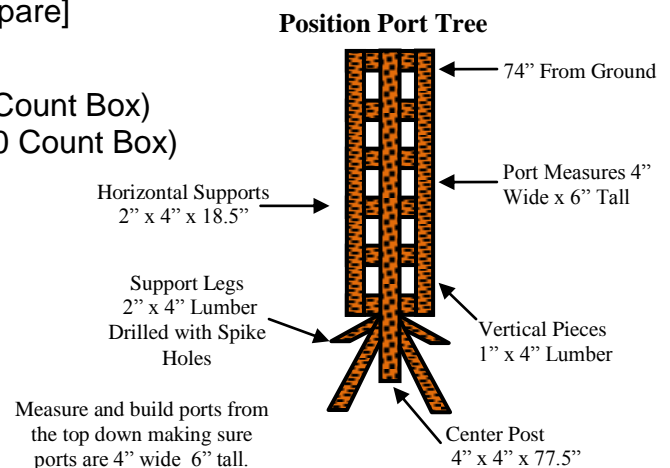 pare]
Position Port Tree
74” From Ground
Count Box)
0 Count Box)
Port Measures 4”
Wide x 6” Tall
Horizontal Supports
2” x 4” x 18.5”
Support Legs
2” x 4” Lumber
Drilled with Spike
Holes
Vertical Pieces
1” x 4” Lumber
Measure and build ports from
the top down making sure
ports are 4” wide  6” tall.
Center Post
4” x 4” x 77.5”